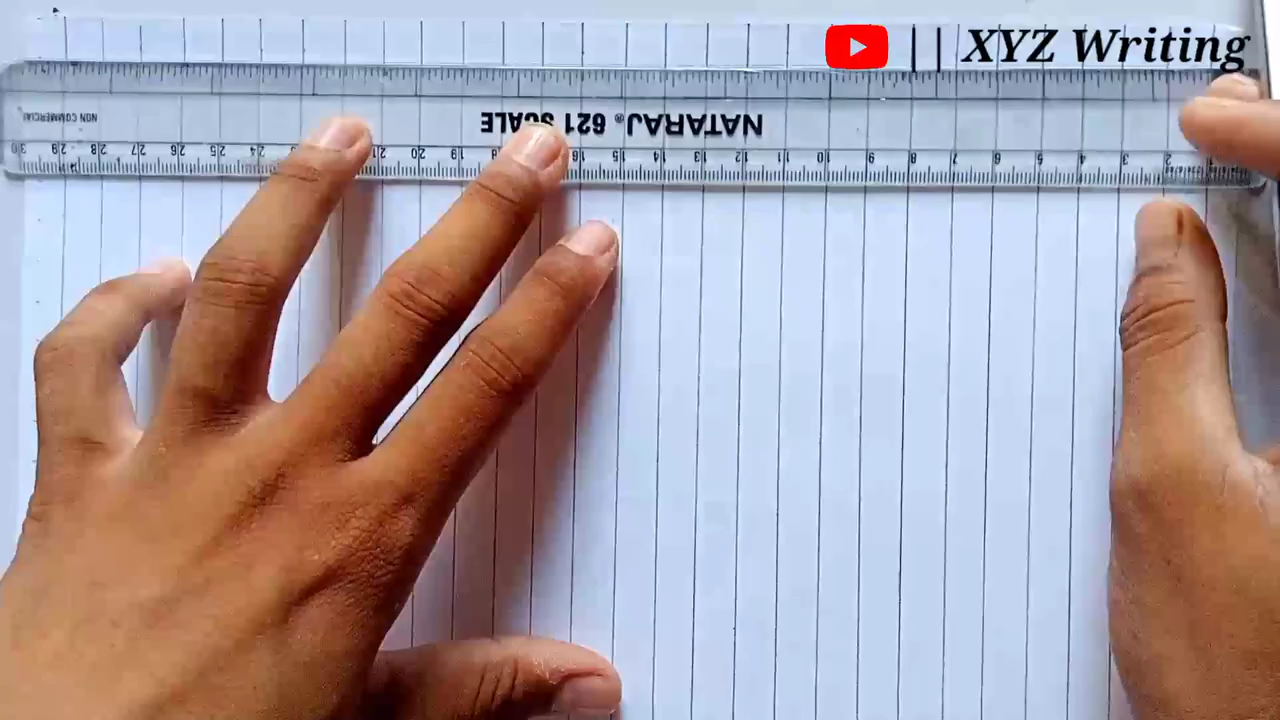 || XYZ Writing
NATARAJ® 621 SCALE
NON COMMERCIAL
30 29 28 27 26 25 24 21 20 19 16 15 14 13 12 11 10 9 8 7 6 5 4 3 2 1